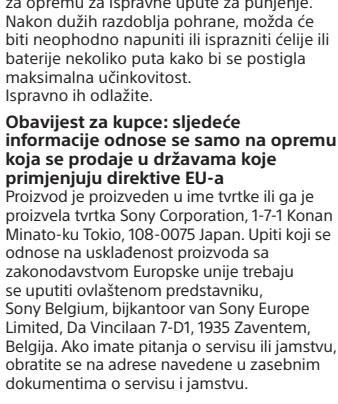 za opremu za ispravne upute za punjenje.
Nakon dužih razdoblja pohrane, možda će
biti neophodno napuniti ili isprazniti ćelije ili
baterije nekoliko puta kako bi se postigla
maksimalna učinkovitost.
Ispravno ih odlažite.
Obavijest za kupce: sljedeće
informacije odnose se samo na opremu
koja se prodaje u državama koje
primjenjuju direktive EU-a
Proizvod je proizveden u ime tvrtke ili ga je
proizvela tvrtka Sony Corporation, 1-7-1 Konan
Minato-ku Tokio, 108-0075 Japan. Upiti koji se
odnose na usklađenost proizvoda sa
zakonodavstvom Europske unije trebaju
se uputiti ovlaštenom predstavniku,
Sony Belgium, bijkantoor van Sony Europe
Limited, Da Vincilaan 7-D1, 1935 Zaventem,
Belgija. Ako imate pitanja o servisu ili jamstvu,
obratite se na adrese navedene u zasebnim
dokumentima o servisu i jamstvu.